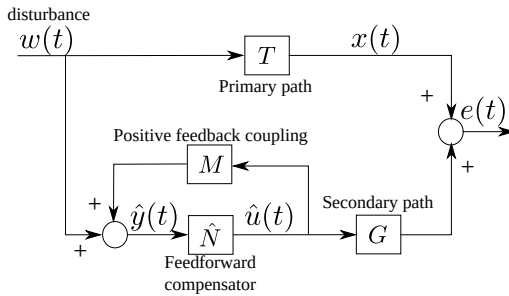 disturbance
w(t)
T
x(t)
Primary path
+
e(t)
Positive feedback coupling
M
+
+
Secondary path
ŷ(t)
N̂
û(t)
G
+
Feedforward
compensator